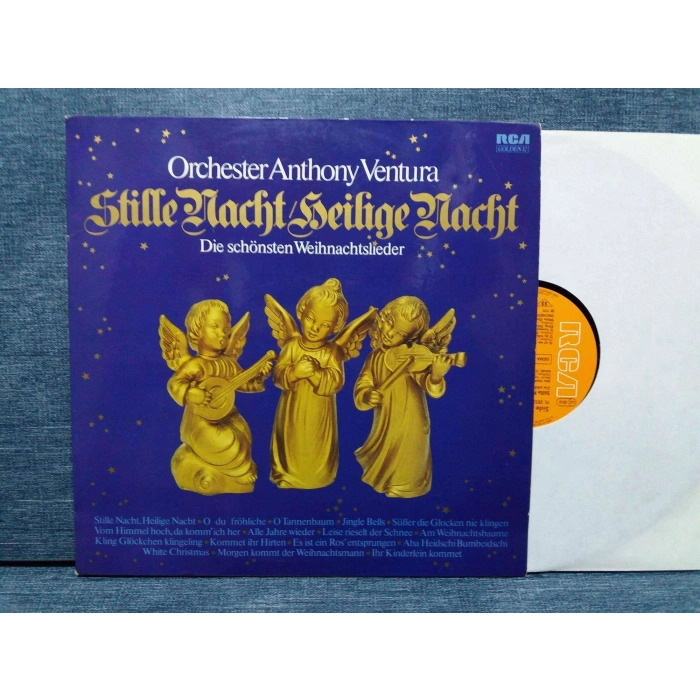 RCA
GOLDEN 12
Orchester Anthony Ventura
Stille Nacht, Heilige Nacht
Die schönsten Weihnachtslieder
RCA
Stille Nacht, Heilige Nacht * O du fröhliche * O Tannenbaum * Jingle Bells * Süßer die Glocken nie klingen
Vom Himmel hoch, da komm' ich her * Alle Jahre wieder * Leise rieselt der Schnee * Am Weihnachtsbaume
Kling Glöckchen klingeling * Kommet ihr Hirten * Es ist ein Ros' entsprungen * Aba Heidschi Bumbeidschi
White Christmas * Morgen kommt der Weihnachtsmann * Ihr Kinderlein kommet